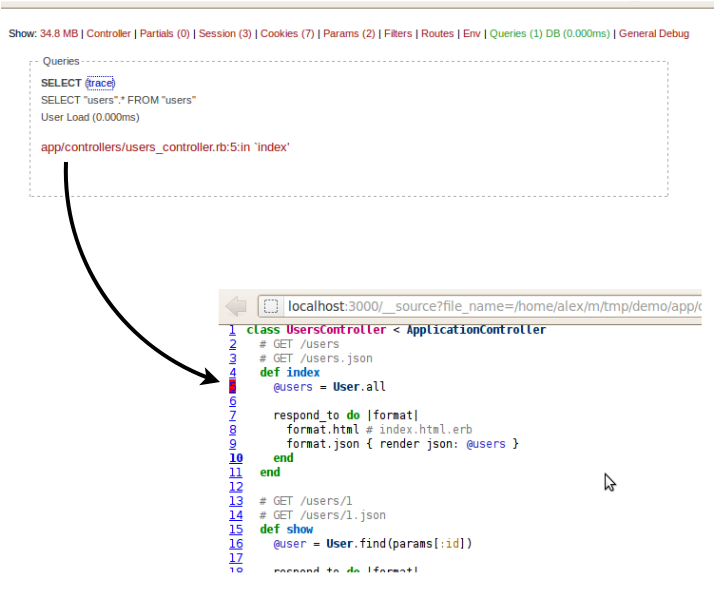 Show: 34.8 MB | Controller | Partials (0) | Session (3) | Cookies (7) | Params (2) | Filters | Routes | Env | Queries (1) DB (0.000ms) | General Debug
Queries
SELECT (trace)
SELECT "users".* FROM "users"
User Load (0.000ms)
app/controllers/users_controller.rb:5:in `index'
localhost:3000/__source?file_name=/home/alex/m/tmp/demo/app/c
1 class UsersController < ApplicationController
2 # GET /users
3 # GET /users.json
4 def index
5 @users = User.all
6
7 respond_to do |format|
8 format.html # index.html.erb
9 format.json { render json: @users }
10 end
11 end
12
13 # GET /users/1
14 # GET /users/1.json
15 def show
16 @user = User.find(params[:id])
17
18 respond_to do |format|